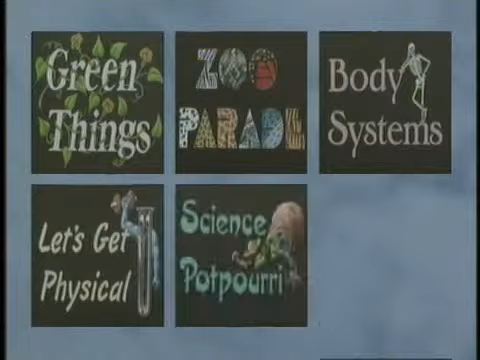 Green
Things
ZOO
PARADE
Body
Systems
Let's Get
Physical
Science
Potpourri